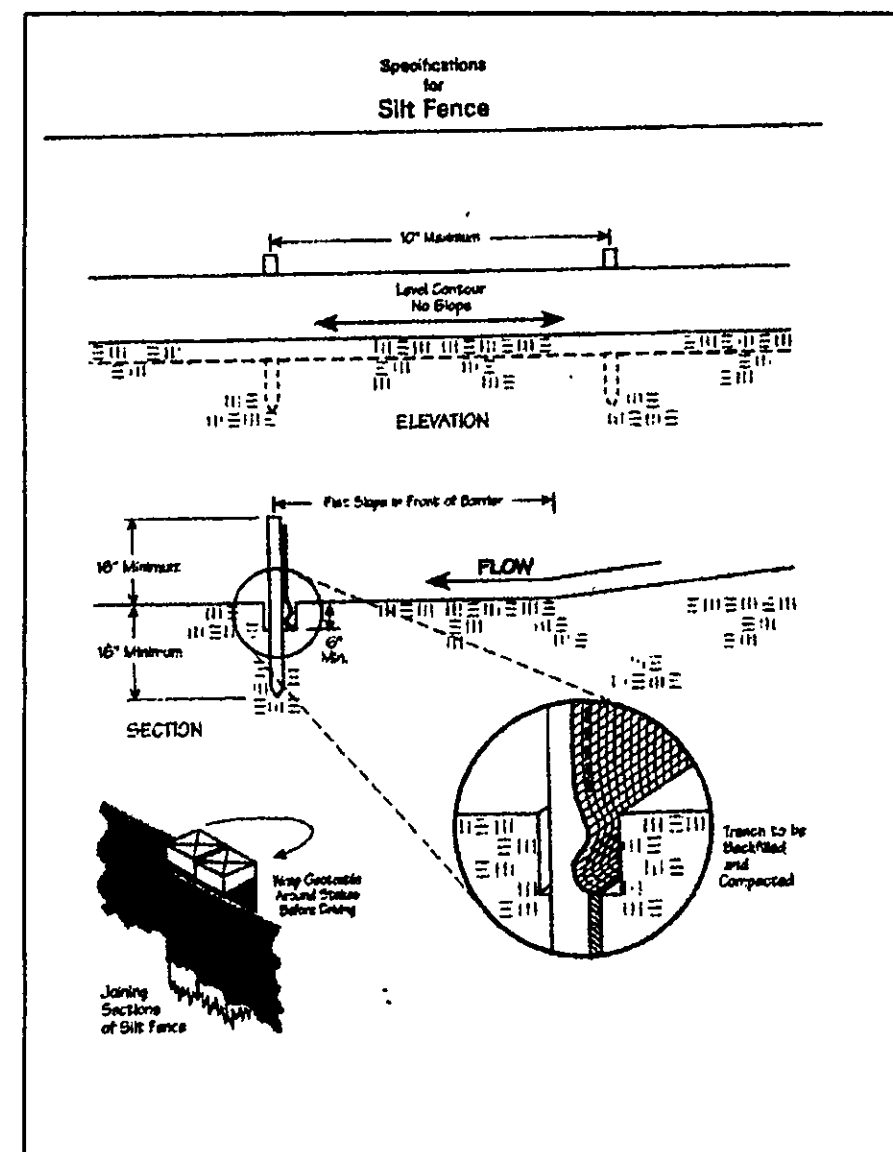 Specifications
for
Silt Fence
10" Maximum
Level Contour
No Slope
ELEVATION
Flat Slope in Front of Barrier
16" Minimum
FLOW
16" Minimum
6"
Min.
SECTION
Trench to be
Backfilled
and
Compacted
Wrap Geotextile
Around Stakes
Before Driving
Joining
Sections
of Silt Fence